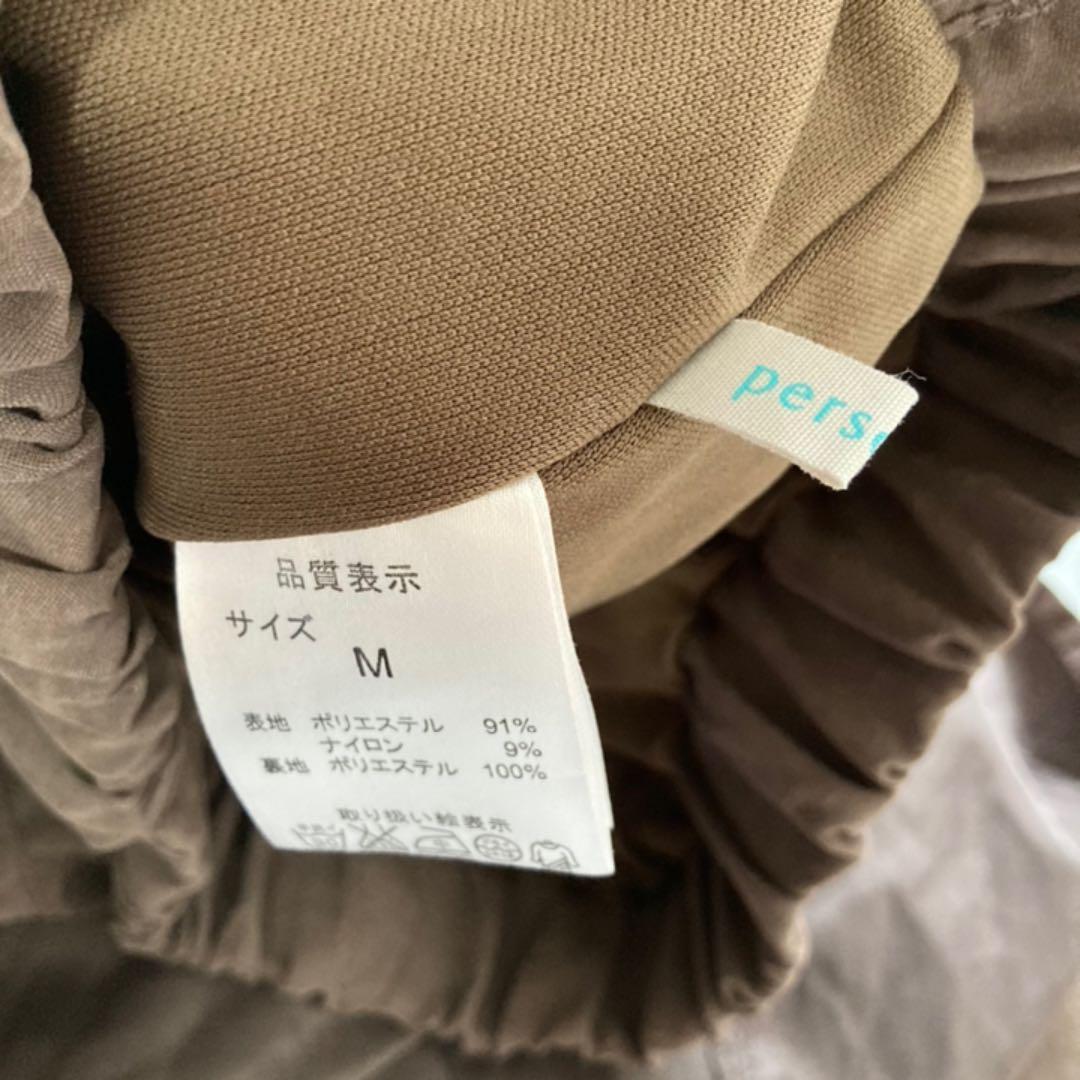 pers
品質表示
サイズ
M
表地 ポリエステル 91%
ナイロン 9%
裏地 ポリエステル 100%
取り扱い絵表示